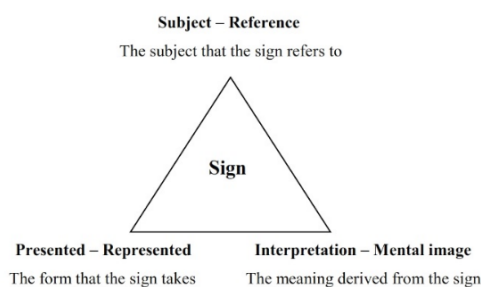 Subject – Reference
The subject that the sign refers to
Sign
Presented – Represented
The form that the sign takes
Interpretation – Mental image
The meaning derived from the sign